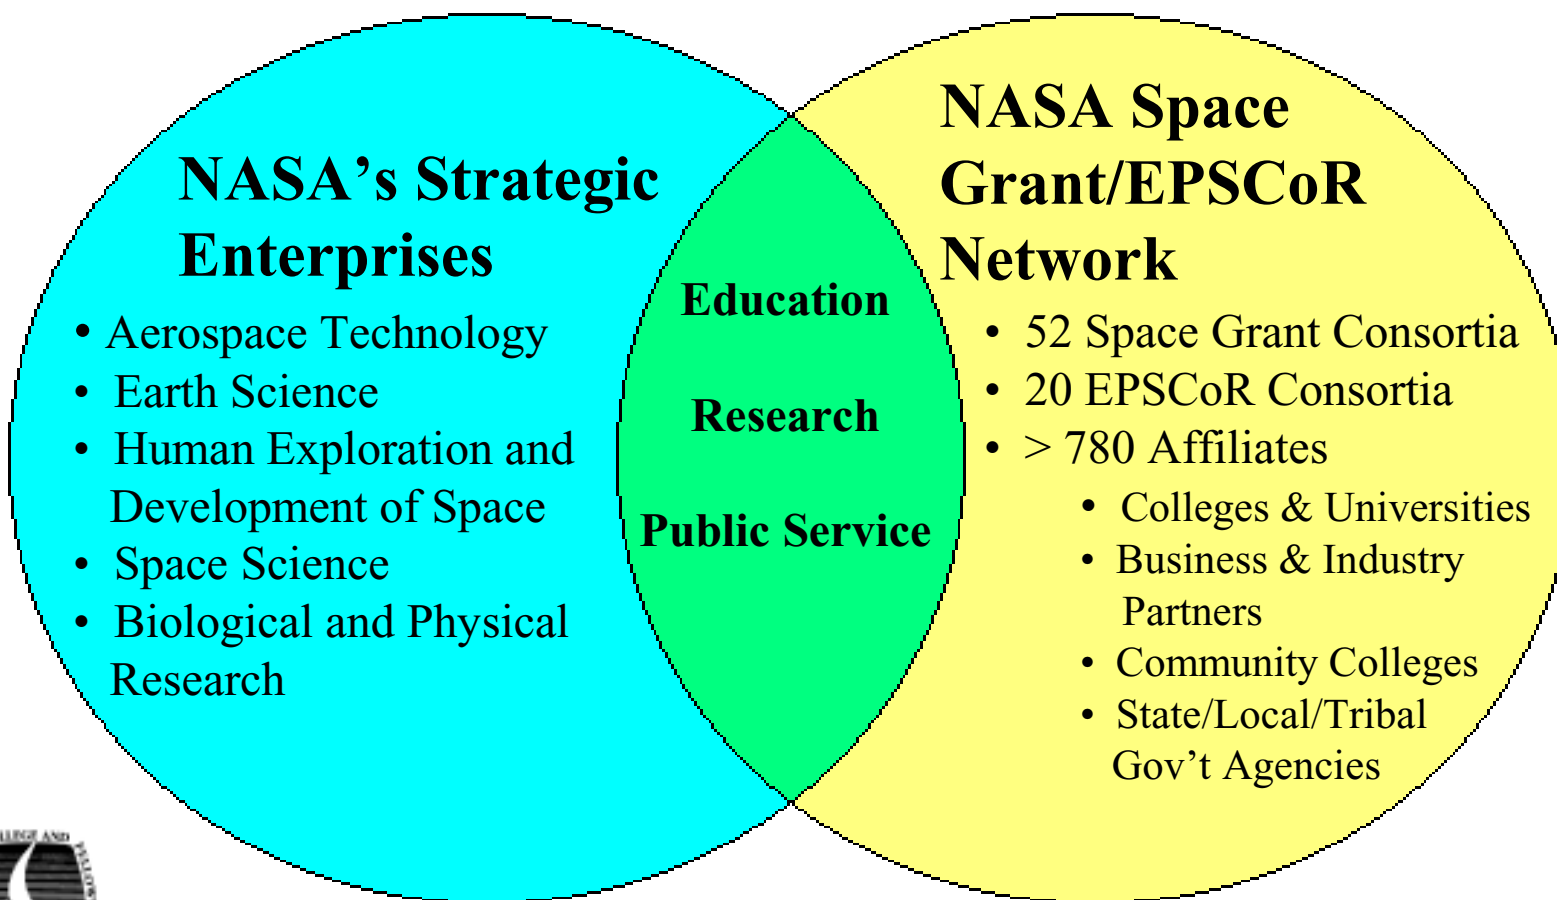 NASA’s Strategic
Enterprises
• Aerospace Technology
• Earth Science
• Human Exploration and
Development of Space
• Space Science
• Biological and Physical
Research
Education
Research
Public Service
NASA Space
Grant/EPSCoR
Network
• 52 Space Grant Consortia
• 20 EPSCoR Consortia
• > 780 Affiliates
• Colleges & Universities
• Business & Industry
Partners
• Community Colleges
• State/Local/Tribal
Gov’t Agencies
AND